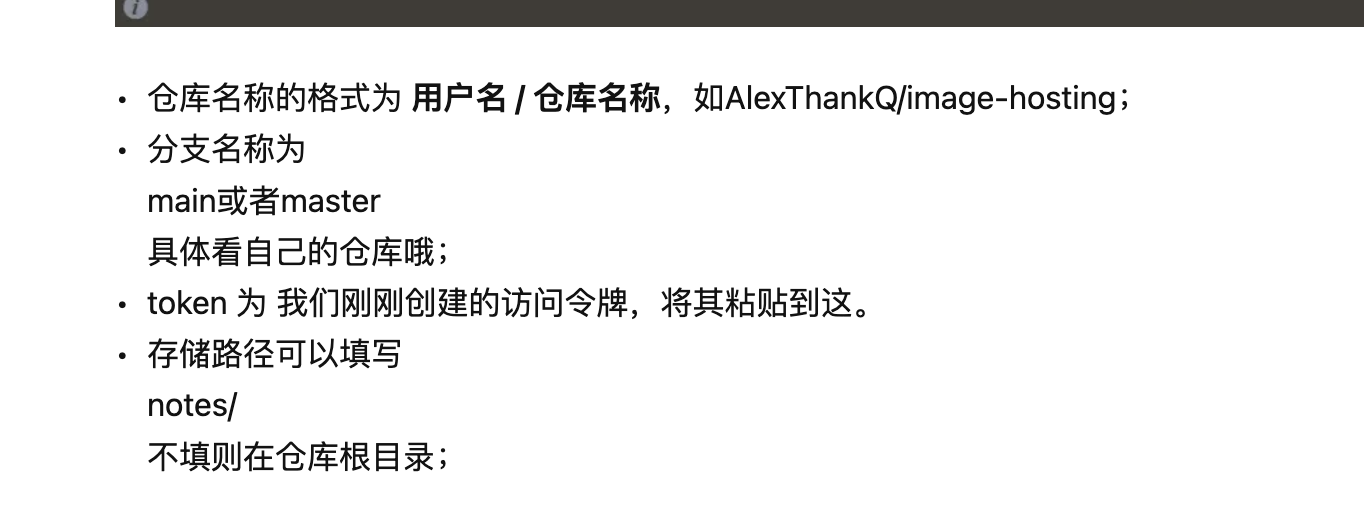 • 仓库名称的格式为 用户名 / 仓库名称，如AlexThankQ/image-hosting；
• 分支名称为
main或者master
具体看自己的仓库哦；
• token 为 我们刚刚创建的访问令牌，将其粘贴到这。
• 存储路径可以填写
notes/
不填则在仓库根目录；